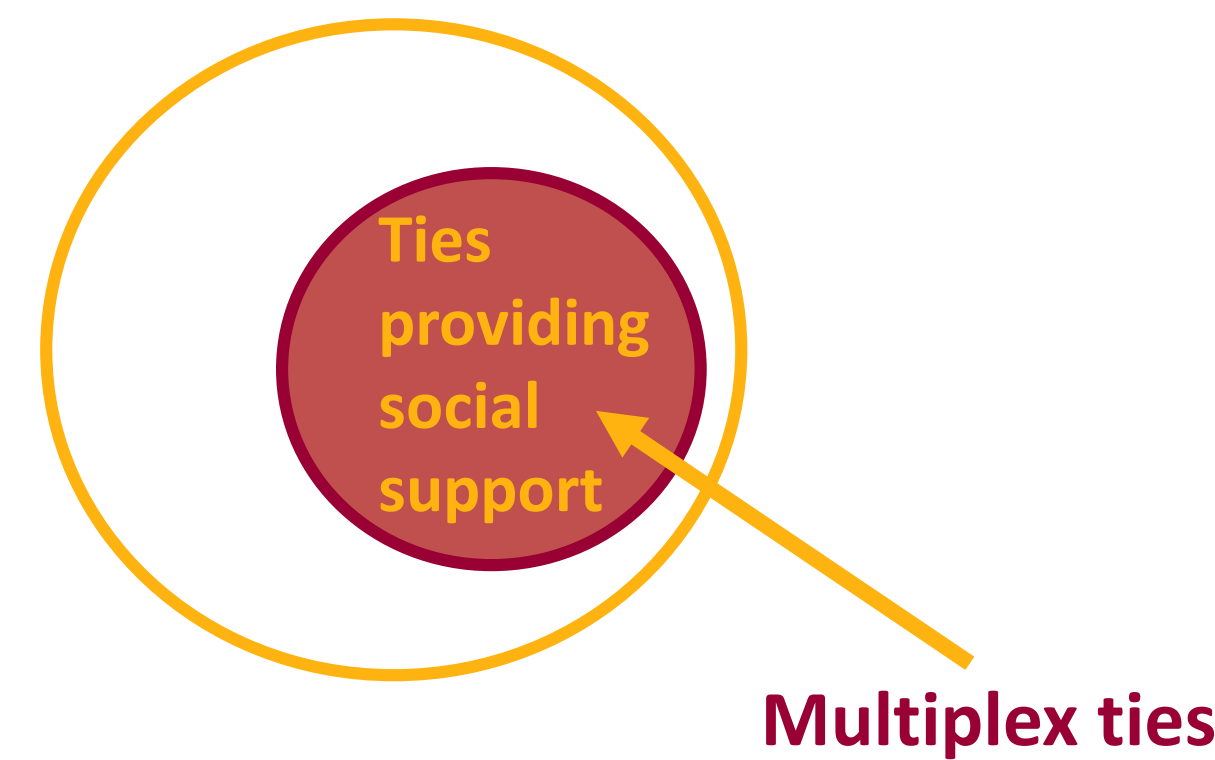 Ties
providing
social
support
Multiplex ties